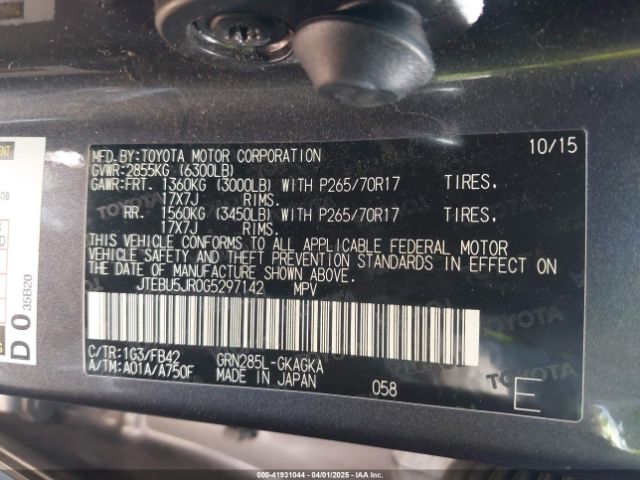 MFD.BY:TOYOTA MOTOR CORPORATION 10/15
GVWR:2855KG (6300LB)
GAWR:FRT. 1360KG (3000LB) WITH P265/70R17 TIRES,
17X7J RIMS.
RR. 1560KG (3450LB) WITH P265/70R17 TIRES,
17X7J RIMS.
THIS VEHICLE CONFORMS TO ALL APPLICABLE FEDERAL MOTOR
VEHICLE SAFETY AND THEFT PREVENTION STANDARDS IN EFFECT ON
THE DATE OF MANUFACTURE SHOWN ABOVE.
JTEBU5JR0G5297142 MPV
C/TR:1G3/FB42 GRN285L-GKAGKA
A/TM:A01A/A750F MADE IN JAPAN 058 E
D 0 35B20
TOYOTA
000-41931044 04/01/2025 IAA Inc.